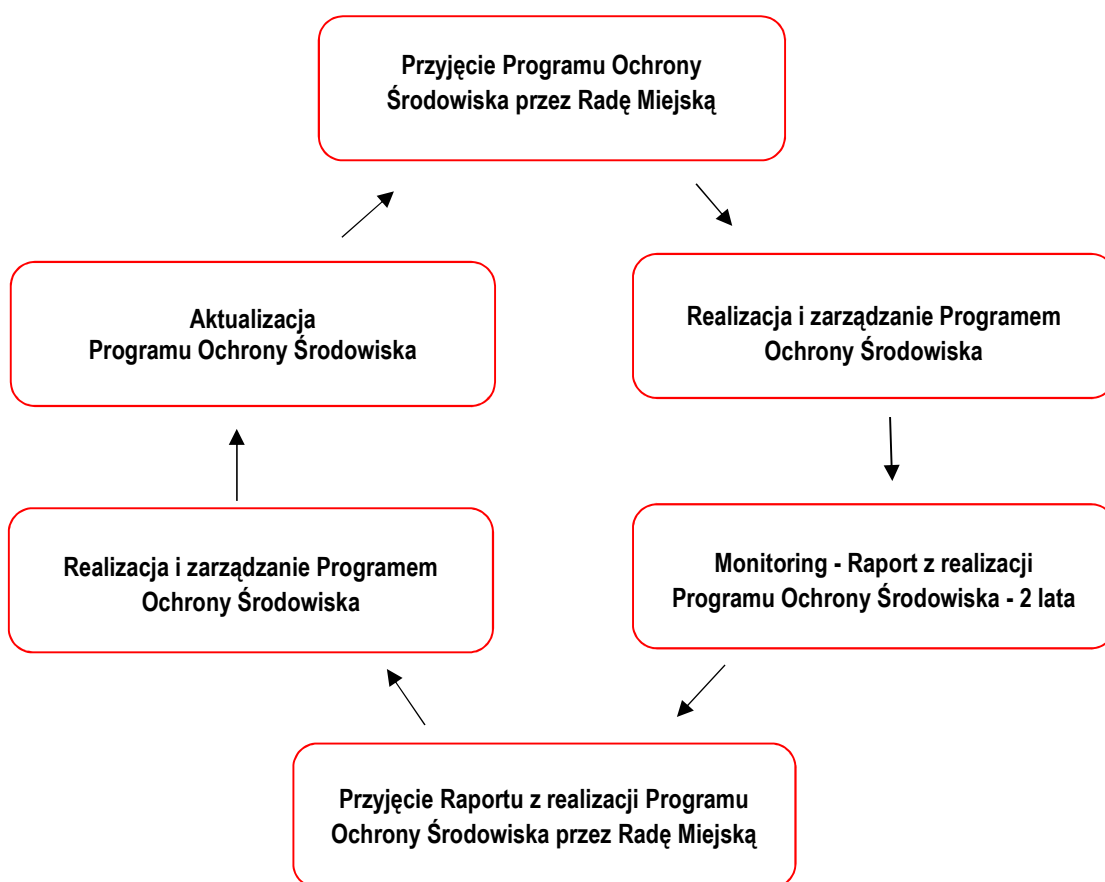 Przyjęcie Programu Ochrony
Środowiska przez Radę Miejską
Aktualizacja
Programu Ochrony Środowiska
Realizacja i zarządzanie Programem
Ochrony Środowiska
Realizacja i zarządzanie Programem
Ochrony Środowiska
Monitoring - Raport z realizacji
Programu Ochrony Środowiska - 2 lata
Przyjęcie Raportu z realizacji Programu
Ochrony Środowiska przez Radę Miejską